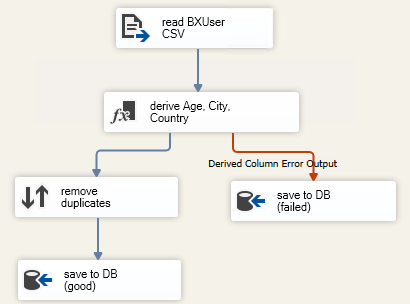 read BXUser
CSV
derive Age, City,
Country
Derived Column Error Output
remove
duplicates
save to DB
(failed)
save to DB
(good)